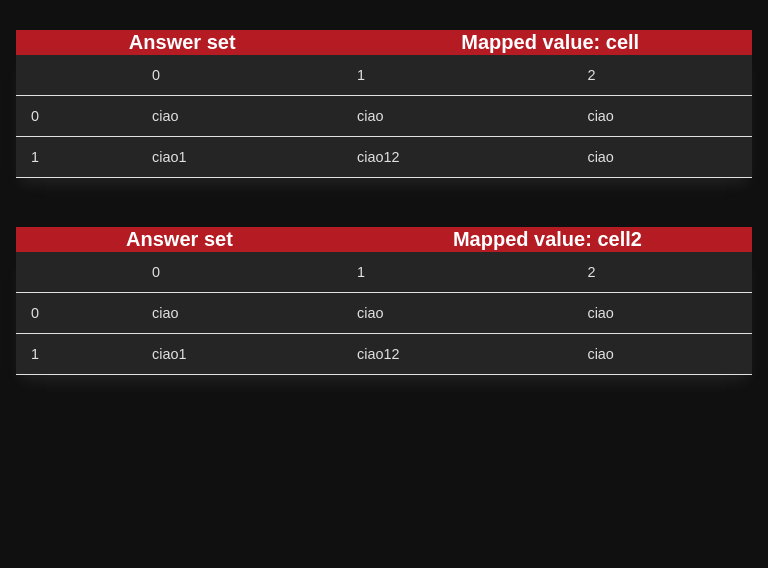 Answer set Mapped value: cell
0 1 2
0 ciao ciao ciao
1 ciao1 ciao12 ciao
Answer set Mapped value: cell2
0 1 2
0 ciao ciao ciao
1 ciao1 ciao12 ciao